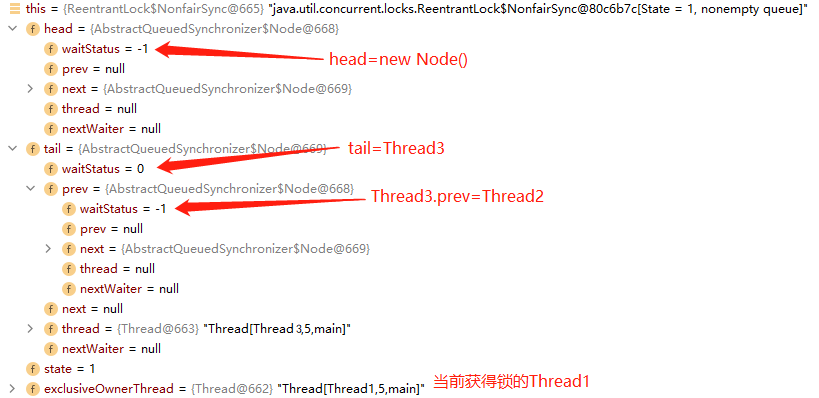 this = {ReentrantLock$NonfairSync@665} "java.util.concurrent.locks.ReentrantLock$NonfairSync@80c6b7c[State = 1, nonempty queue]"
head = {AbstractQueuedSynchronizer$Node@668}
waitStatus = -1
head=new Node()
prev = null
next = {AbstractQueuedSynchronizer$Node@669}
thread = null
nextWaiter = null
tail = {AbstractQueuedSynchronizer$Node@669}
tail=Thread3
waitStatus = 0
prev = {AbstractQueuedSynchronizer$Node@668}
Thread3.prev=Thread2
waitStatus = -1
prev = null
next = {AbstractQueuedSynchronizer$Node@669}
thread = null
nextWaiter = null
next = null
thread = {Thread@663} "Thread[Thread3,5,main]"
nextWaiter = null
state = 1
exclusiveOwnerThread = {Thread@662} "Thread[Thread1,5,main]" 当前获得锁的Thread1